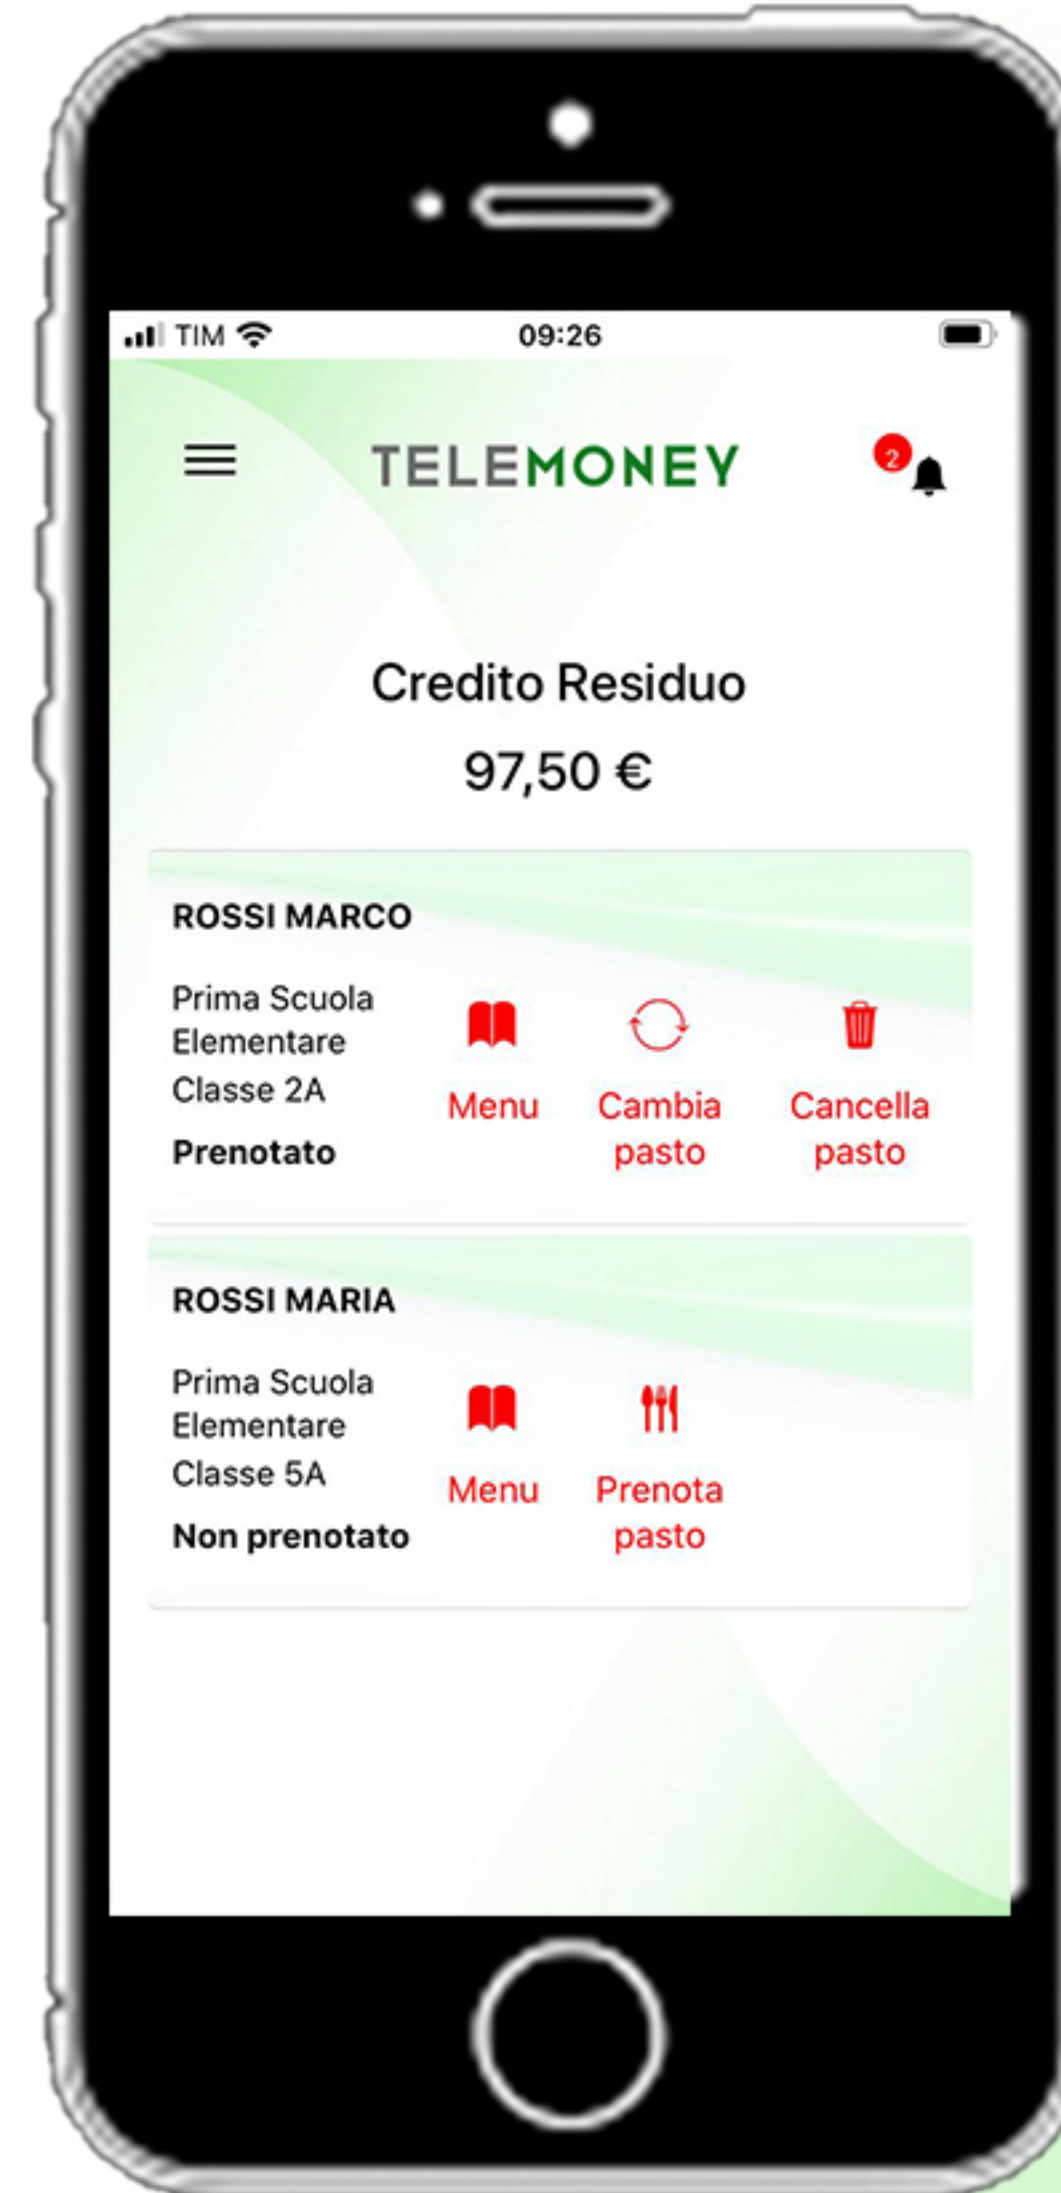 TIM 09:26
TELEMONEY 2
Credito Residuo
97,50 €
ROSSI MARCO
Prima Scuola
Elementare
Classe 2A
Prenotato
Menu
Cambia
pasto
Cancella
pasto
ROSSI MARIA
Prima Scuola
Elementare
Classe 5A
Non prenotato
Menu
Prenota
pasto